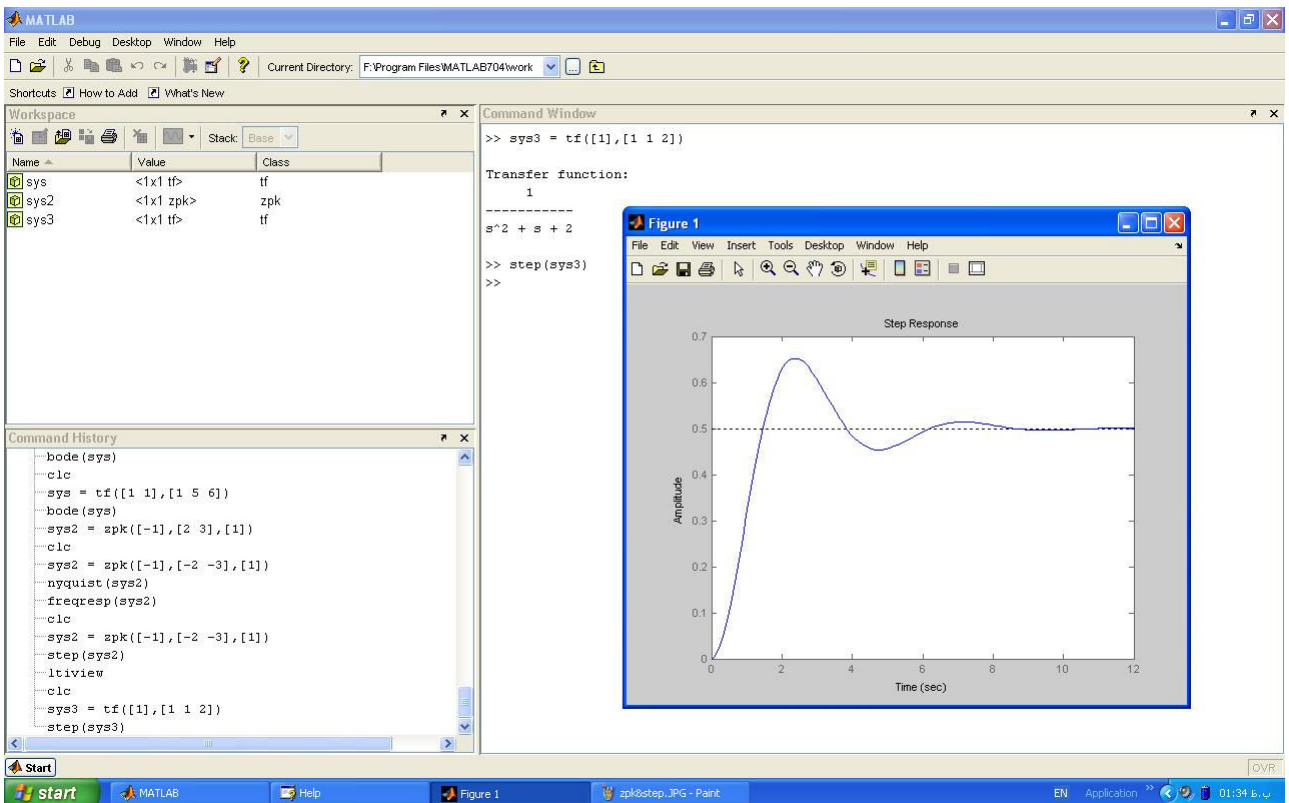 MATLAB
File Edit Debug Desktop Window Help
Current Directory: F:\Program Files\MATLAB704\work
Shortcuts How to Add What's New
Workspace
Stack: Base
Name Value Class
sys <1x1 tf> tf
sys2 <1x1 zpk> zpk
sys3 <1x1 tf> tf
Command History
bode(sys)
clc
sys = tf([1 1],[1 5 6])
bode(sys)
sys2 = zpk([-1],[2 3],[1])
clc
sys2 = zpk([-1],[-2 -3],[1])
nyquist(sys2)
freqresp(sys2)
clc
sys2 = zpk([-1],[-2 -3],[1])
step(sys2)
ltiview
clc
sys3 = tf([1],[1 1 2])
step(sys3)
Command Window
>> sys3 = tf([1],[1 1 2])
Transfer function:
1
-----------
s^2 + s + 2
>> step(sys3)
>>
Figure 1
File Edit View Insert Tools Desktop Window Help
Step Response
0.7
0.6
0.5
0.4
0.3
0.2
0.1
0
Amplitude
0 2 4 6 8 10 12
Time (sec)
Start
OVR
start MATLAB Help Figure 1 zpk&step.JPG - Paint EN Application » 01:34 ب.ظ